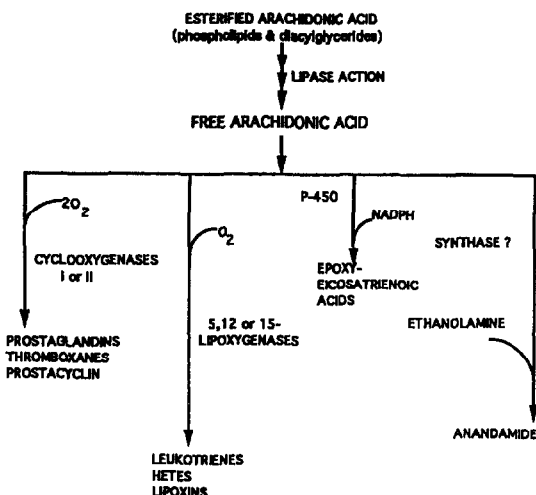 ESTERIFIED ARACHIDONIC ACID
(phospholipids & diacylglycerides)
LIPASE ACTION
FREE ARACHIDONIC ACID
2O2
CYCLOOXYGENASES
I or II
PROSTAGLANDINS
THROMBOXANES
PROSTACYCLIN
O2
5,12 or 15-
LIPOXYGENASES
LEUKOTRIENES
HETES
LIPOXINS
P-450
NADPH
EPOXY-
EICOSATRIENOIC
ACIDS
SYNTHASE ?
ETHANOLAMINE
ANANDAMIDE